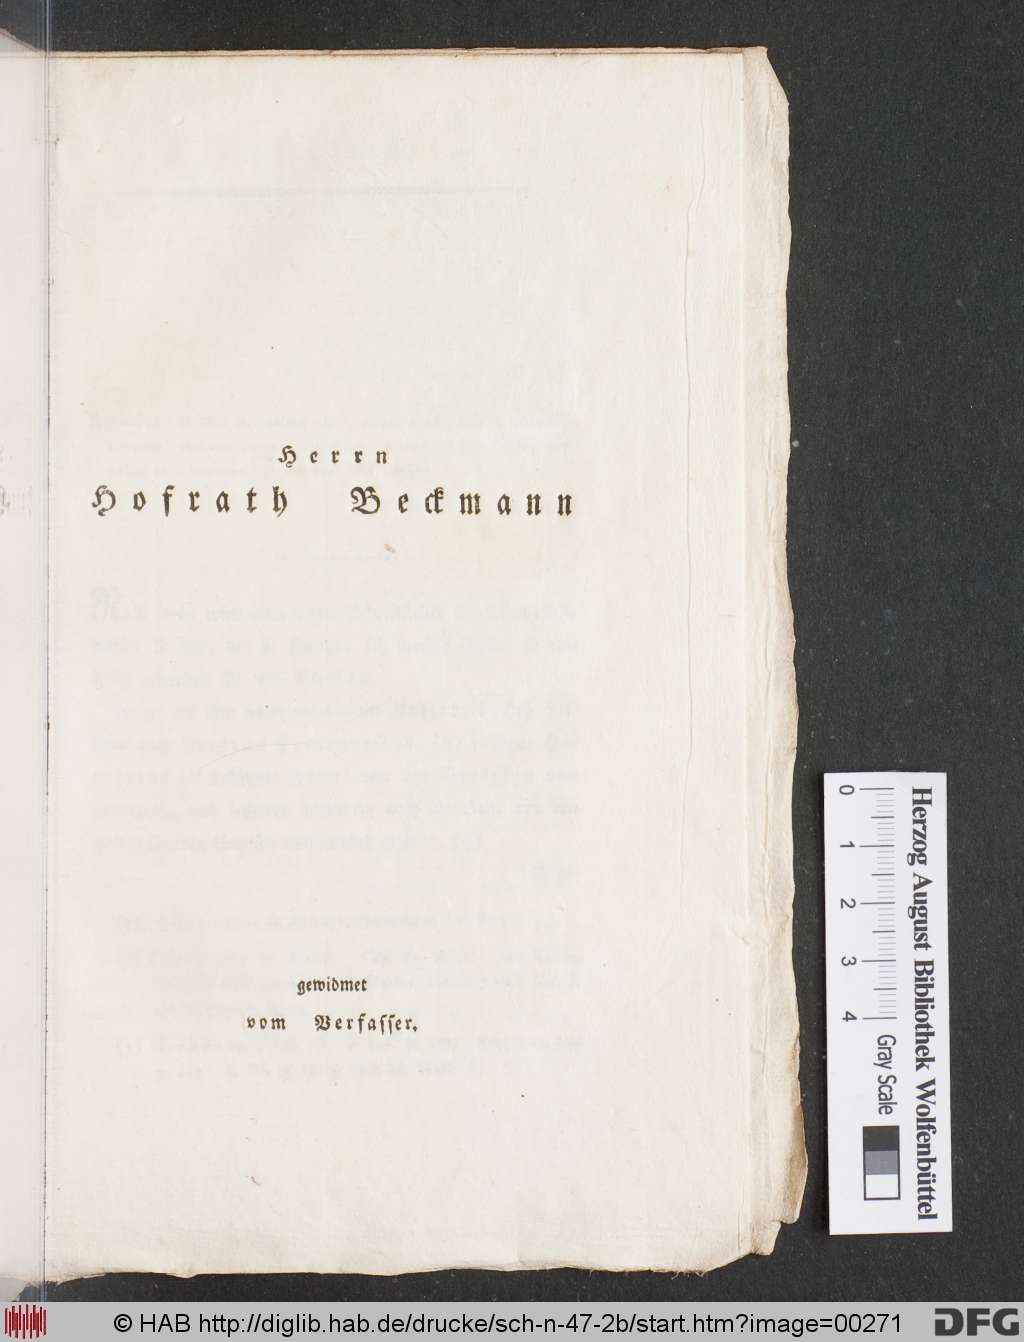 Herrn
Hofrath Beckmann
gewidmet
vom Verfasser.
Herzog August Bibliothek Wolfenbüttel
0 1 2 3 4
Gray Scale
© HAB http://diglib.hab.de/drucke/sch-n-47-2b/start.htm?image=00271
DFG